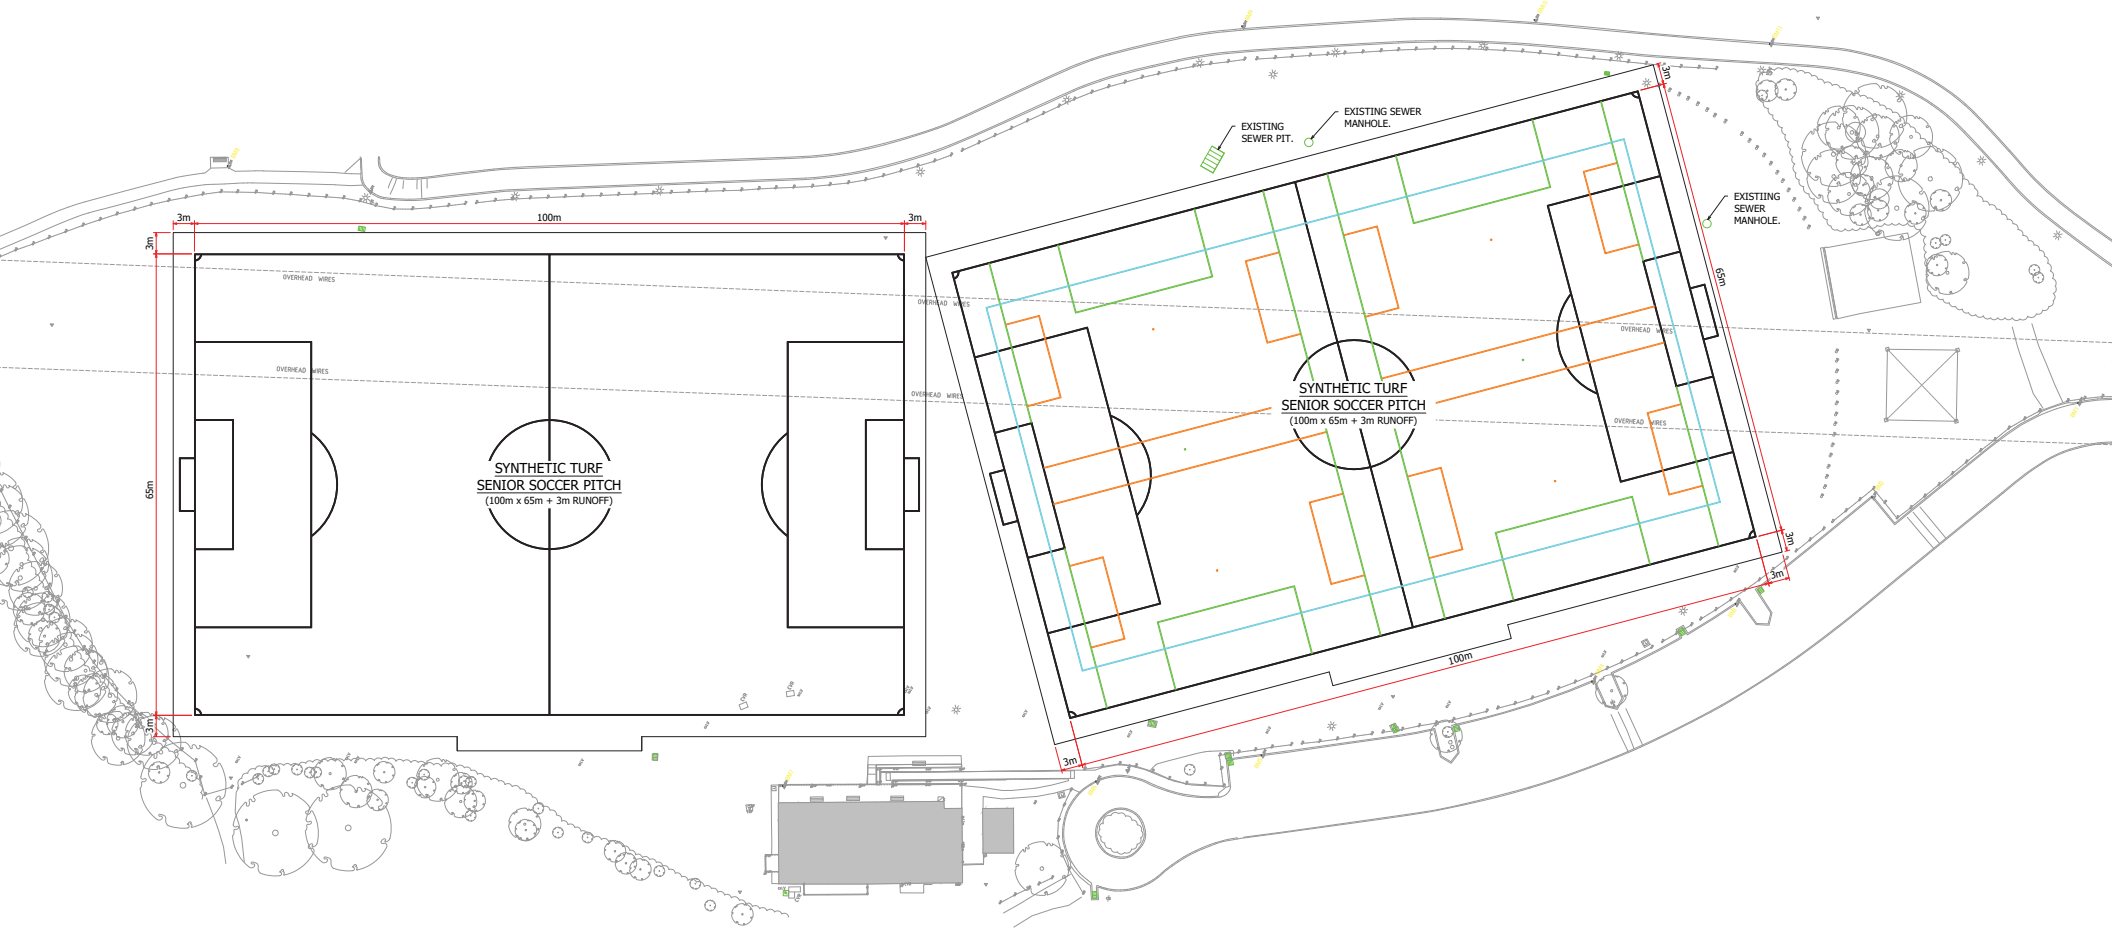 EXISTING
SEWER PIT.
EXISTING SEWER
MANHOLE.
EXISTIING
SEWER
MANHOLE.
3m
100m
3m
3m
65m
3m
OVERHEAD WIRES
OVERHEAD WIRES
SYNTHETIC TURF
SENIOR SOCCER PITCH
(100m x 65m + 3m RUNOFF)
OVERHEAD WIRES
OVERHEAD WIRES
3m
65m
3m
3m
100m
3m
SYNTHETIC TURF
SENIOR SOCCER PITCH
(100m x 65m + 3m RUNOFF)
OVERHEAD WIRES
OVERHEAD WIRES